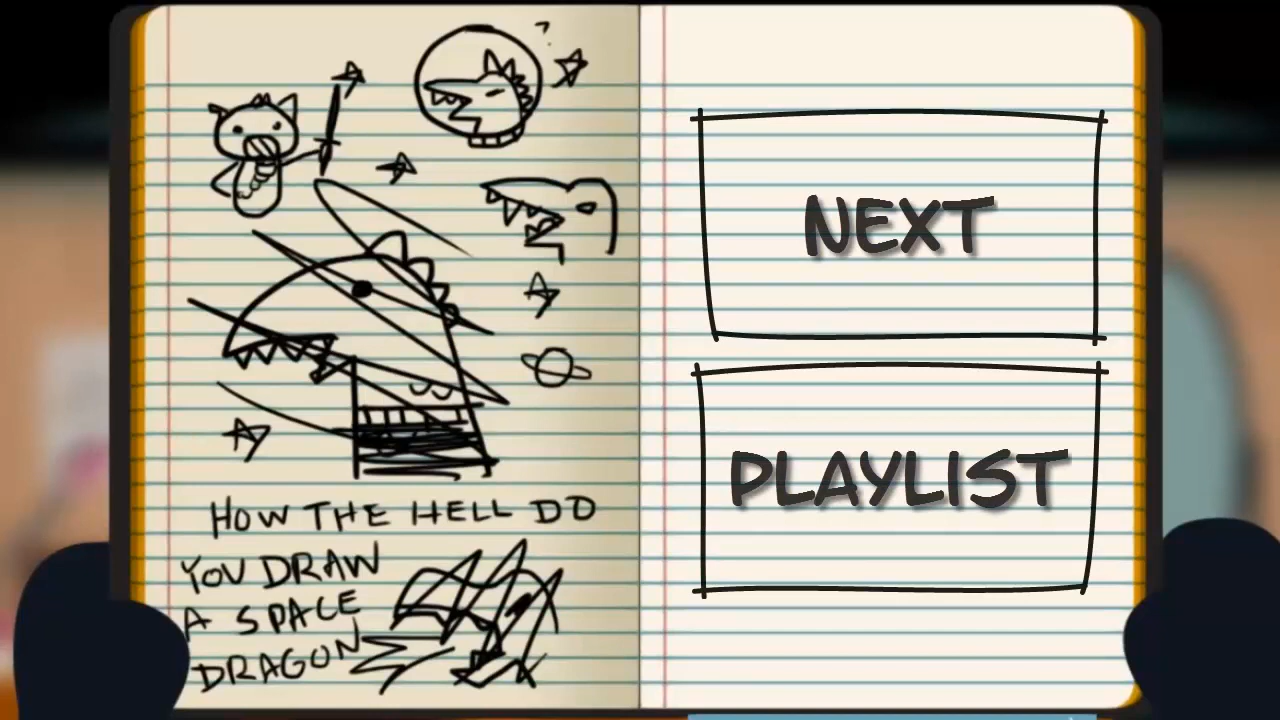 HOW THE HELL DO
YOU DRAW
A SPACE
DRAGON
NEXT
PLAYLIST